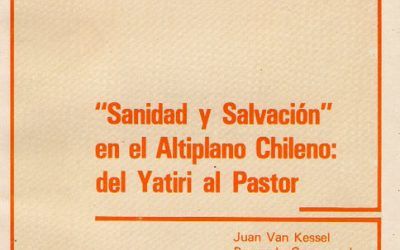 “Sanidad y Salvación”
en el Altiplano Chileno:
del Yatiri al Pastor
Juan Van Kessel